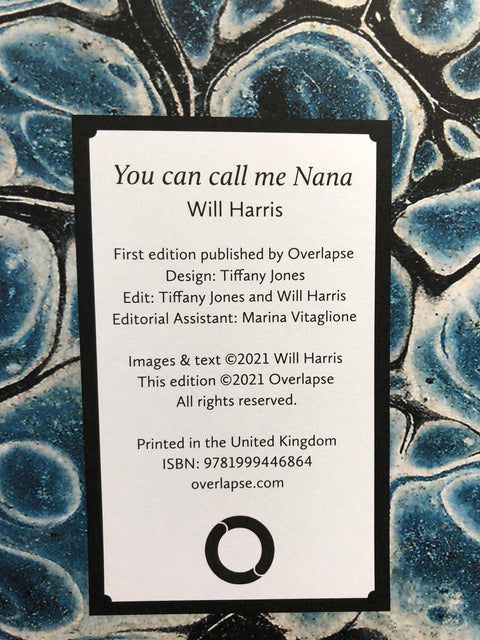 You can call me Nana
Will Harris
First edition published by Overlapse
Design: Tiffany Jones
Edit: Tiffany Jones and Will Harris
Editorial Assistant: Marina Vitaglione
Images & text ©2021 Will Harris
This edition ©2021 Overlapse
All rights reserved.
Printed in the United Kingdom
ISBN: 9781999446864
overlapse.com